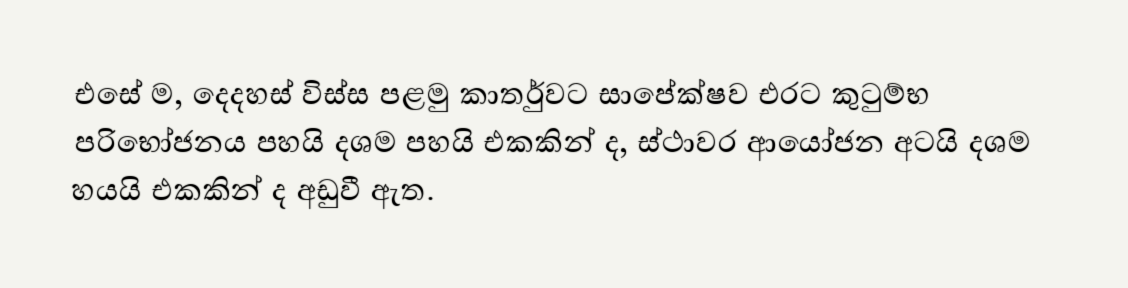 එසේ ම, දෙදහස් විස්ස පළමු කාර්තුවට සාපේක්ෂව එරට කුටුම්භ
පරිභෝජනය පහයි දශම පහයි එකකින් ද, ස්ථාවර ආයෝජන අටයි දශම
හයයි එකකින් ද අඩුවී ඇත.